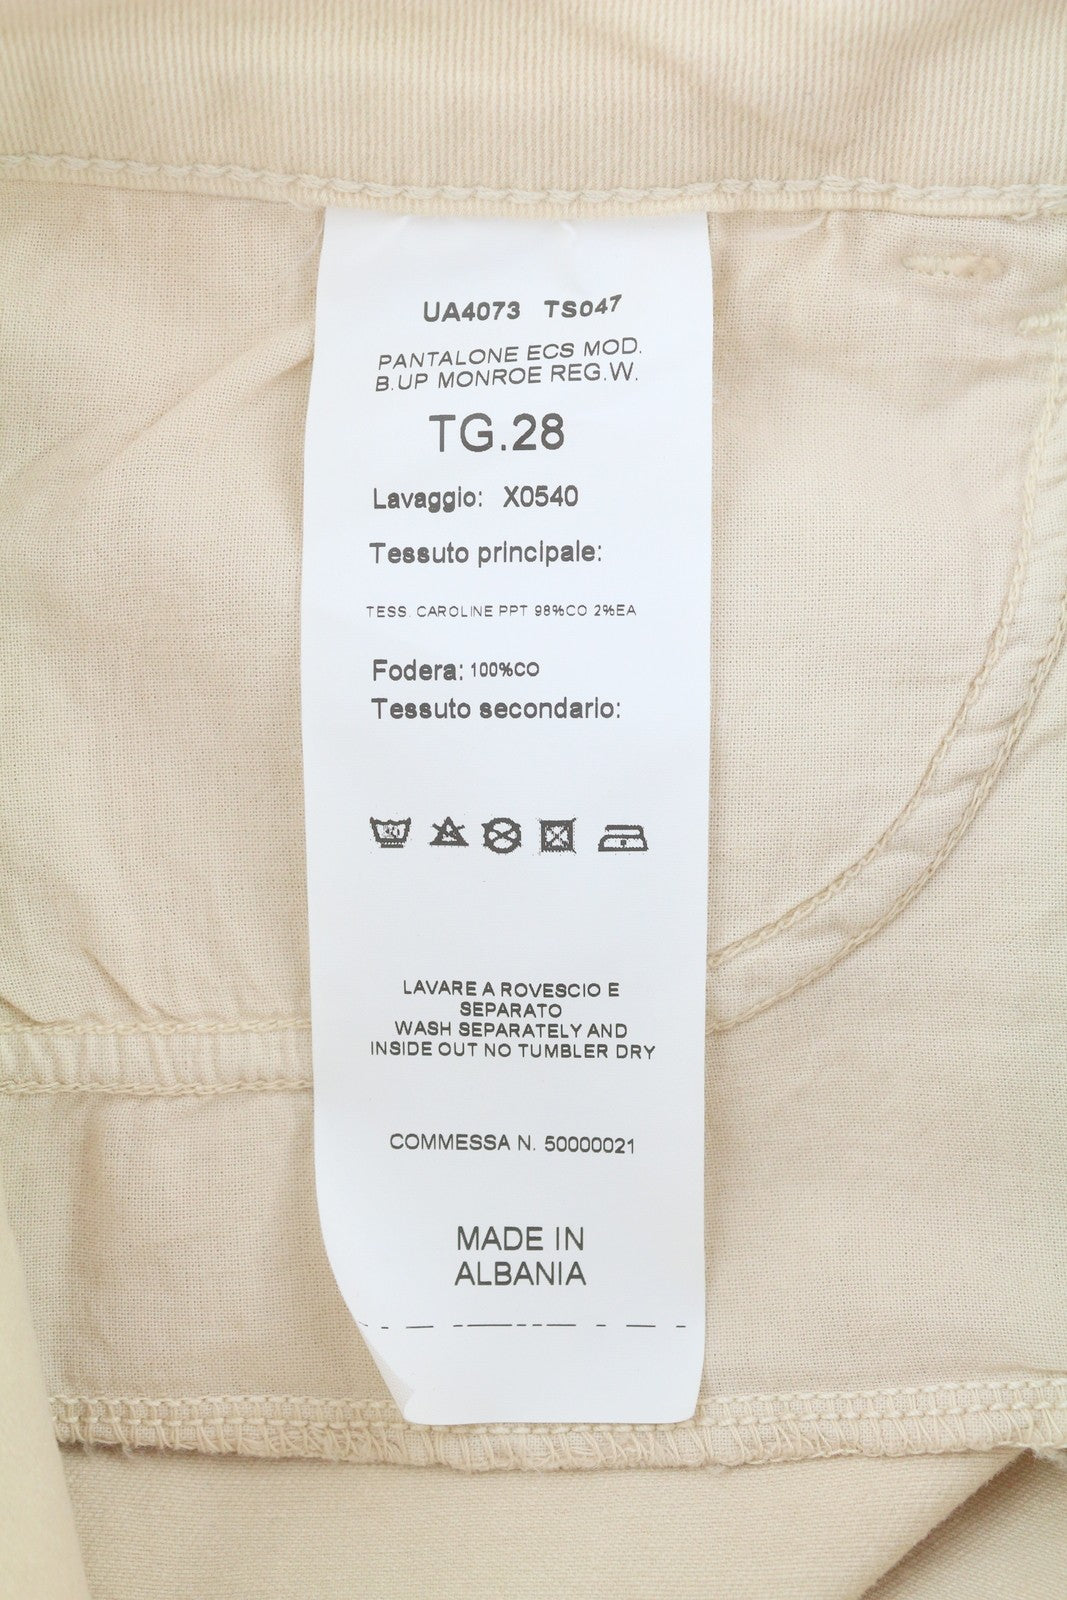 UA4073 TS047
PANTALONE ECS MOD.
B.UP MONROE REG.W.
TG.28
Lavaggio: X0540
Tessuto principale:
TESS. CAROLINE PPT 98%CO 2%EA
Fodera: 100%CO
Tessuto secondario:
LAVARE A ROVESCIO E
SEPARATO
WASH SEPARATELY AND
INSIDE OUT NO TUMBLER DRY
COMMESSA N. 50000021
MADE IN
ALBANIA